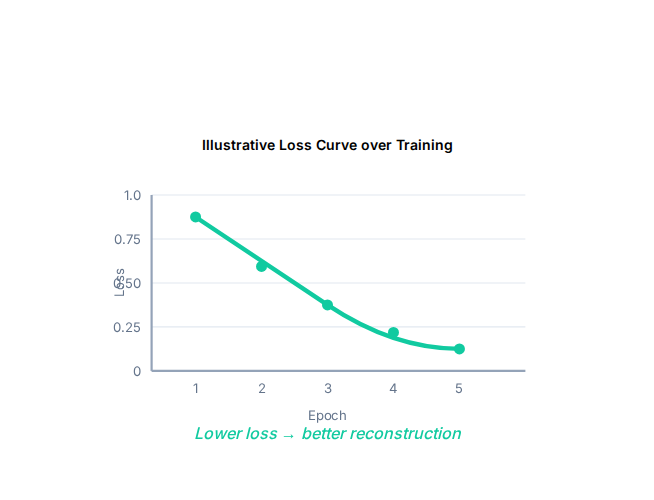 Illustrative Loss Curve over Training
1.0
0.75
0.50
0.25
0
Loss
1 2 3 4 5
Epoch
Lower loss → better reconstruction